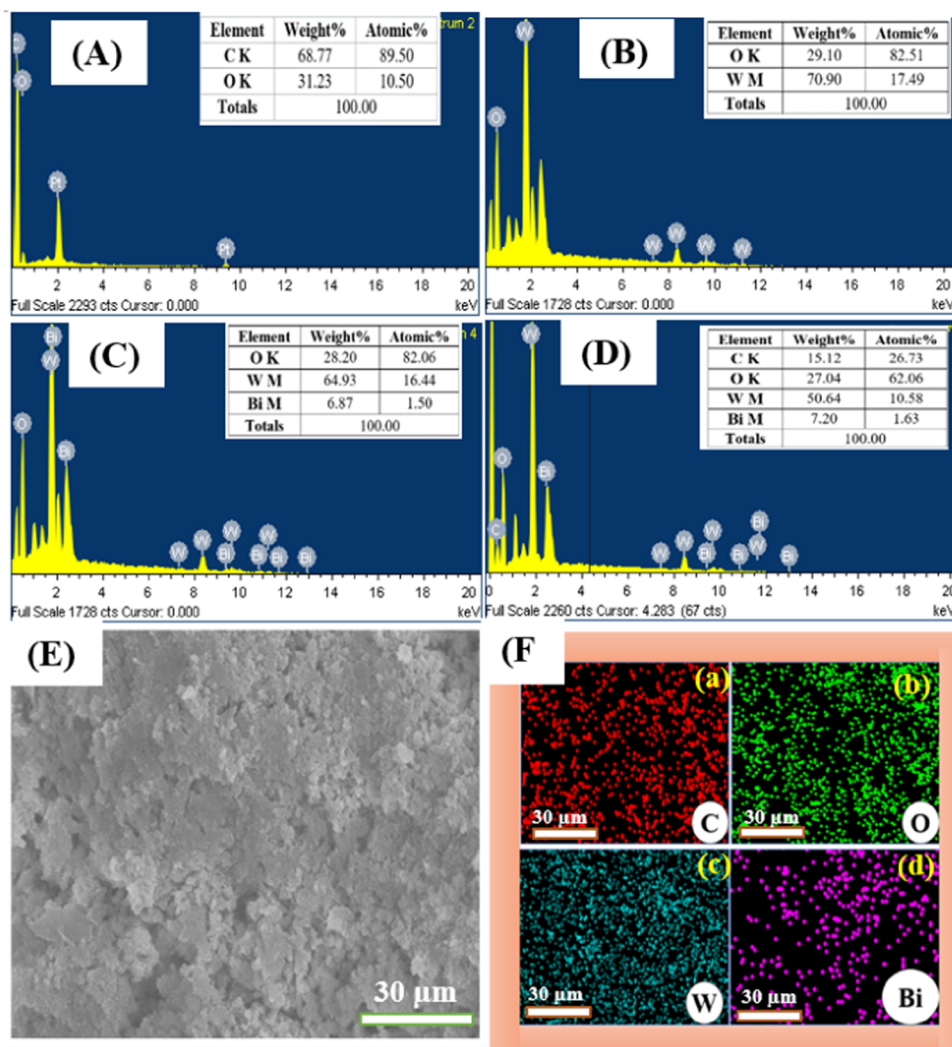 (A)
trum 2
Element Weight% Atomic%
C K 68.77 89.50
O K 31.23 10.50
Totals 100.00
C
O
Pt
Pt
2 4 6 8 10 12 14 16 18 20
Full Scale 2293 cts Cursor: 0.000 keV
(B)
Element Weight% Atomic%
O K 29.10 82.51
W M 70.90 17.49
Totals 100.00
W
O
W W W W
2 4 6 8 10 12 14 16 18 20
Full Scale 1728 cts Cursor: 0.000 keV
(C)
n 4
Element Weight% Atomic%
O K 28.20 82.06
W M 64.93 16.44
Bi M 6.87 1.50
Totals 100.00
Bi
W
O
Bi
W W W W
Bi Bi Bi Bi
2 4 6 8 10 12 14 16 18 20
Full Scale 1728 cts Cursor: 0.000 keV
(D)
Element Weight% Atomic%
C K 15.12 26.73
O K 27.04 62.06
W M 50.64 10.58
Bi M 7.20 1.63
Totals 100.00
W
O
Bi
C
Bi
W W W W
Bi Bi Bi
0 2 4 6 8 10 12 14 16 18 20
Full Scale 2260 cts Cursor: 4.283 (67 cts) keV
(E)
30 μm
(F
(a)
30 μm
C
(b)
30 μm
O
(c)
30 μm
W
(d)
30 μm
Bi